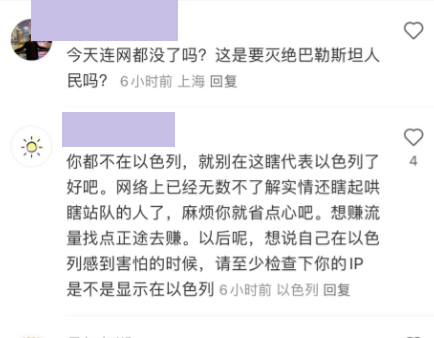 今天连网都没了吗？这是要灭绝巴勒斯坦人
民吗？ 6小时前 上海 回复
你都不在以色列，就别在这瞎代表以色列了
4
好吧。网络上已经无数不了解实情还瞎起哄
瞎站队的人了，麻烦你就省点心吧。想赚流
量找点正途去赚。以后呢，想说自己在以色
列感到害怕的时候，请至少检查下你的IP
是不是显示在以色列 6小时前 以色列 回复